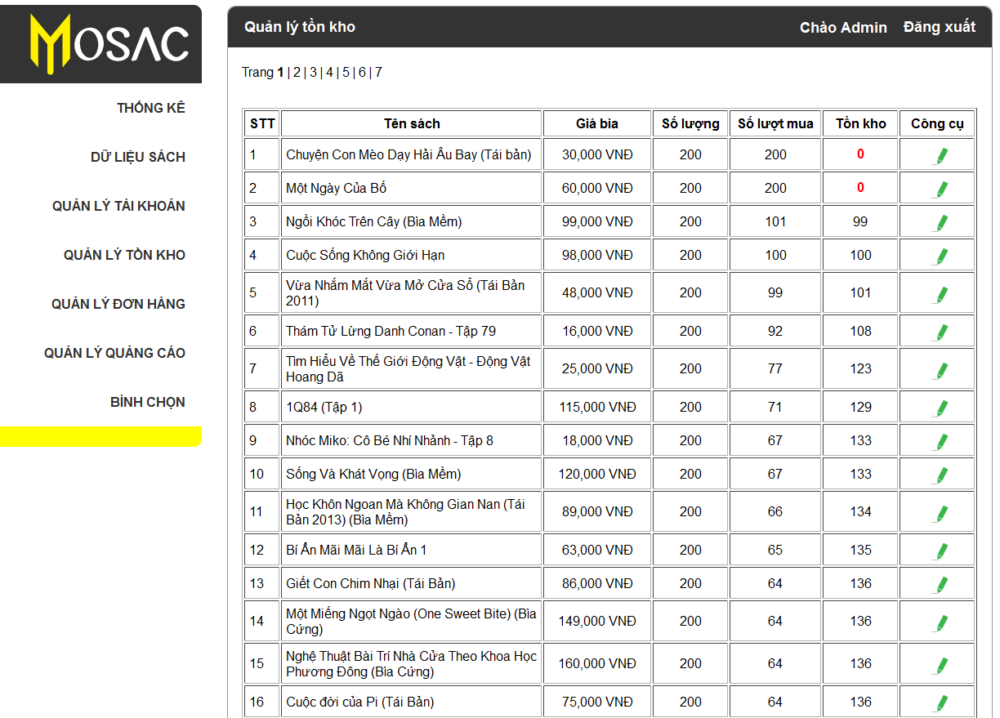 MOSAC
THỐNG KÊ
DỮ LIỆU SÁCH
QUẢN LÝ TÀI KHOẢN
QUẢN LÝ TỒN KHO
QUẢN LÝ ĐƠN HÀNG
QUẢN LÝ QUẢNG CÁO
BÌNH CHỌN
Quản lý tồn kho Chào Admin Đăng xuất
Trang 1 | 2 | 3 | 4 | 5 | 6 | 7
STT Tên sách Giá bìa Số lượng Số lượt mua Tồn kho Công cụ
1 Chuyện Con Mèo Dạy Hải Âu Bay (Tái bản) 30,000 VNĐ 200 200 0
2 Một Ngày Của Bố 60,000 VNĐ 200 200 0
3 Ngồi Khóc Trên Cây (Bìa Mềm) 99,000 VNĐ 200 101 99
4 Cuộc Sống Không Giới Hạn 98,000 VNĐ 200 100 100
5 Vừa Nhắm Mắt Vừa Mở Cửa Sổ (Tái Bản
2011) 48,000 VNĐ 200 99 101
6 Thám Tử Lừng Danh Conan - Tập 79 16,000 VNĐ 200 92 108
7 Tìm Hiểu Về Thế Giới Động Vật - Động Vật
Hoang Dã 25,000 VNĐ 200 77 123
8 1Q84 (Tập 1) 115,000 VNĐ 200 71 129
9 Nhóc Miko: Cô Bé Nhí Nhảnh - Tập 8 18,000 VNĐ 200 67 133
10 Sống Và Khát Vọng (Bìa Mềm) 120,000 VNĐ 200 67 133
11 Học Khôn Ngoan Mà Không Gian Nan (Tái
Bản 2013) (Bìa Mềm) 89,000 VNĐ 200 66 134
12 Bí Ẩn Mãi Mãi Là Bí Ẩn 1 63,000 VNĐ 200 65 135
13 Giết Con Chim Nhại (Tái Bản) 86,000 VNĐ 200 64 136
14 Một Miếng Ngọt Ngào (One Sweet Bite) (Bìa
Cứng) 149,000 VNĐ 200 64 136
15 Nghệ Thuật Bài Trí Nhà Cửa Theo Khoa Học
Phương Đông (Bìa Cứng) 160,000 VNĐ 200 64 136
16 Cuộc đời của Pi (Tái Bản) 75,000 VNĐ 200 64 136